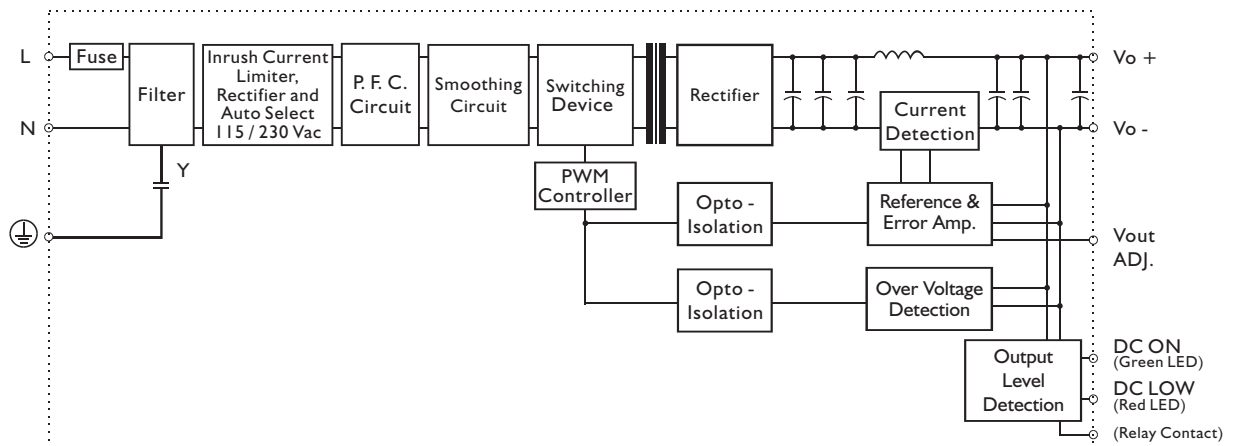 L
Fuse
Filter
Inrush Current
Limiter,
Rectifier and
Auto Select
115 / 230 Vac
P. F. C.
Circuit
Smoothing
Circuit
Switching
Device
Rectifier
Current
Detection
Vo +
N
Vo -
Y
PWM
Controller
Opto -
Isolation
Reference &
Error Amp.
Vout
ADJ.
Opto -
Isolation
Over Voltage
Detection
Output
Level
Detection
DC ON
(Green LED)
DC LOW
(Red LED)
(Relay Contact)